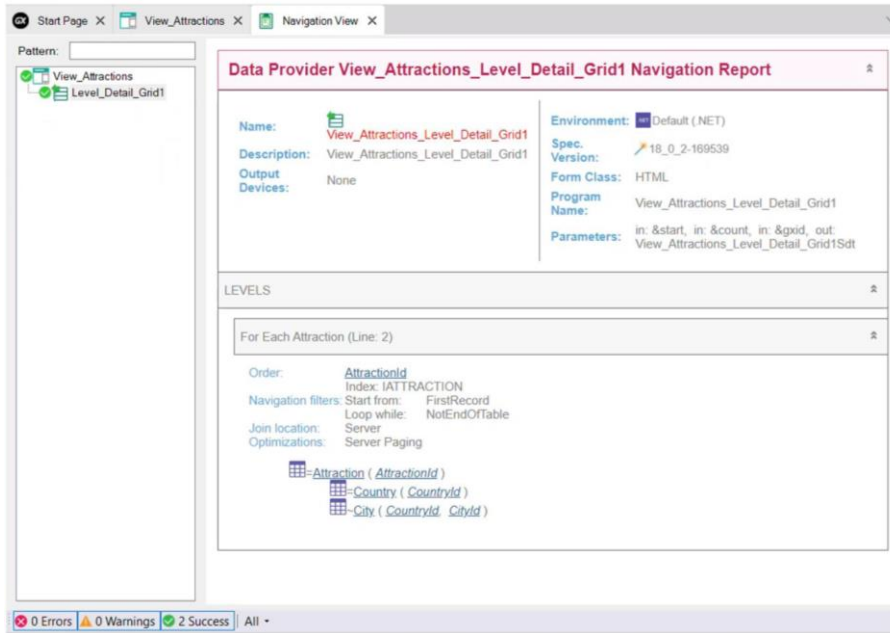 GX Start Page X View_Attractions X Navigation View X
Pattern:
View_Attractions
Level_Detail_Grid1
Data Provider View_Attractions_Level_Detail_Grid1 Navigation Report
Name: View_Attractions_Level_Detail_Grid1
Description: View_Attractions_Level_Detail_Grid1
Output Devices: None
Environment: Default (.NET)
Spec. Version: 18_0_2-169539
Form Class: HTML
Program Name: View_Attractions_Level_Detail_Grid1
Parameters: in: &start, in: &count, in: &gxid, out:
View_Attractions_Level_Detail_Grid1Sdt
LEVELS
For Each Attraction (Line: 2)
Order: AttractionId
Index: IATTRACTION
Navigation filters: Start from: FirstRecord
Loop while: NotEndOfTable
Join location: Server
Optimizations: Server Paging
=Attraction ( AttractionId )
=Country ( CountryId )
~City ( CountryId, CityId )
0 Errors 0 Warnings 2 Success All